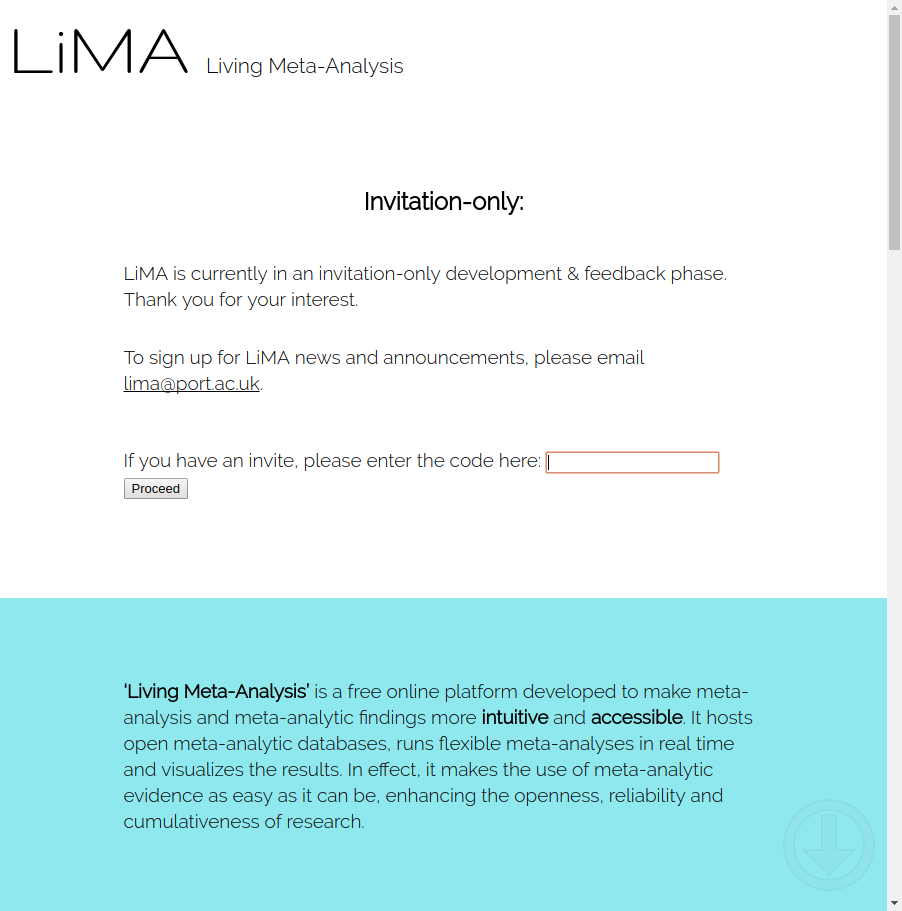 LiMA Living Meta-Analysis
Invitation-only:
LiMA is currently in an invitation-only development & feedback phase.
Thank you for your interest.
To sign up for LiMA news and announcements, please email
lima@port.ac.uk.
If you have an invite, please enter the code here:
Proceed
‘Living Meta-Analysis’ is a free online platform developed to make meta-
analysis and meta-analytic findings more intuitive and accessible. It hosts
open meta-analytic databases, runs flexible meta-analyses in real time
and visualizes the results. In effect, it makes the use of meta-analytic
evidence as easy as it can be, enhancing the openness, reliability and
cumulativeness of research.